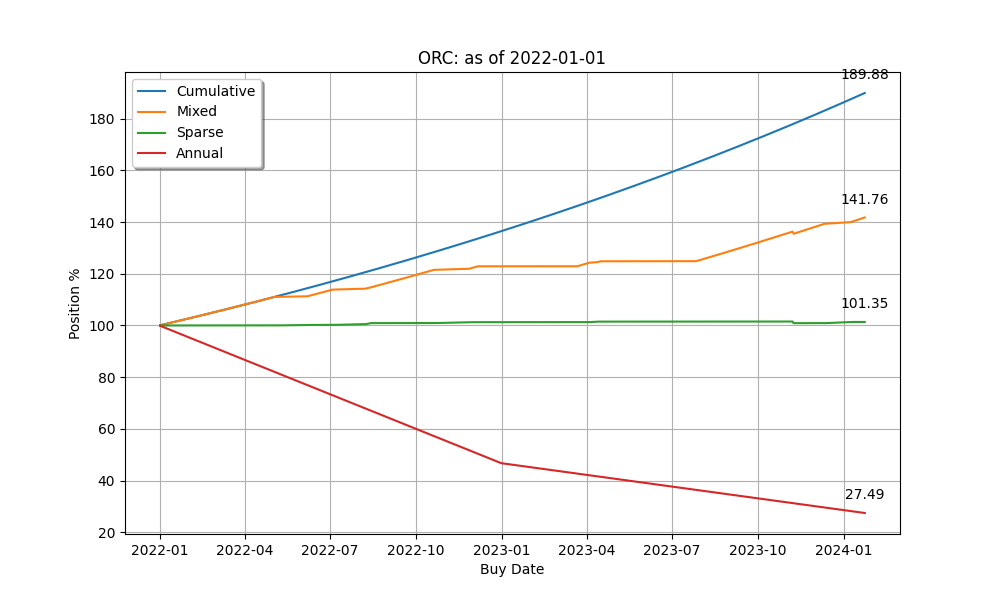 ORC: as of 2022-01-01
189.88
Cumulative
Mixed
Sparse
Annual
141.76
101.35
27.49
180
160
140
120
100
80
60
40
20
Position %
2022-01 2022-04 2022-07 2022-10 2023-01 2023-04 2023-07 2023-10 2024-01
Buy Date